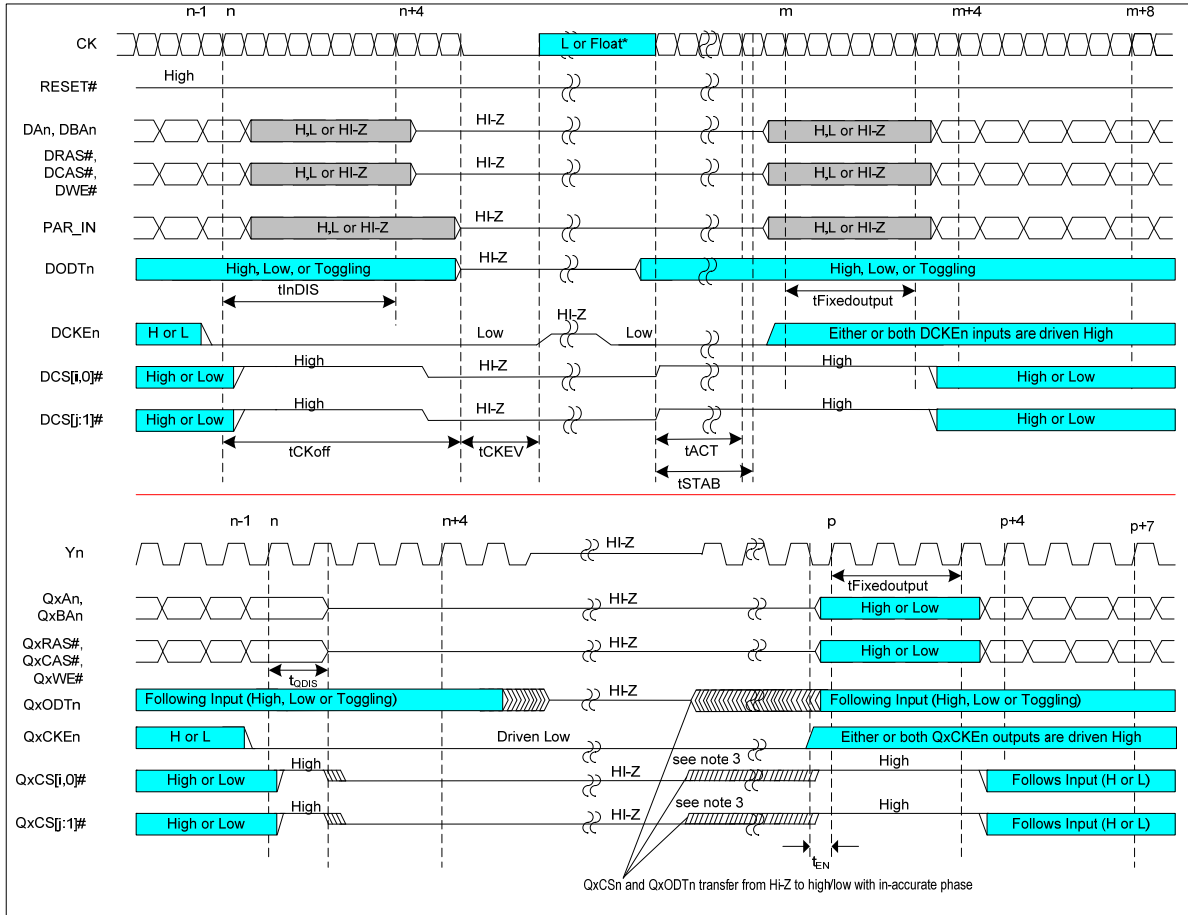 n-1 n n+4 m m+4 m+8
CK L or Float*
RESET# High
DAn, DBAn H,L or HI-Z HI-Z H,L or HI-Z
DRAS#,
DCAS#,
DWE# H,L or HI-Z HI-Z H,L or HI-Z
PAR_IN H,L or HI-Z HI-Z H,L or HI-Z
DODTn High, Low, or Toggling HI-Z High, Low, or Toggling
tInDIS tFixedoutput
DCKEn H or L Low HI-Z Low Either or both DCKEn inputs are driven High
DCS[i,0]# High or Low High HI-Z High High or Low
DCS[j:1]# High or Low High HI-Z High High or Low
tCKoff tCKEV tACT
tSTAB
n-1 n n+4 p p+4 p+7
Yn HI-Z
tFixedoutput
QxAn,
QxBAn HI-Z High or Low
QxRAS#,
QxCAS#,
QxWE# HI-Z High or Low
tQDIS
QxODTn Following Input (High, Low or Toggling) HI-Z Following Input (High, Low or Toggling)
QxCKEn H or L Driven Low Either or both QxCKEn outputs are driven High
QxCS[i,0]# High or Low High HI-Z see note 3 High Follows Input (H or L)
QxCS[j:1]# High or Low High HI-Z see note 3 High Follows Input (H or L)
tEN
QxCSn and QxODTn transfer from Hi-Z to high/low with in-accurate phase